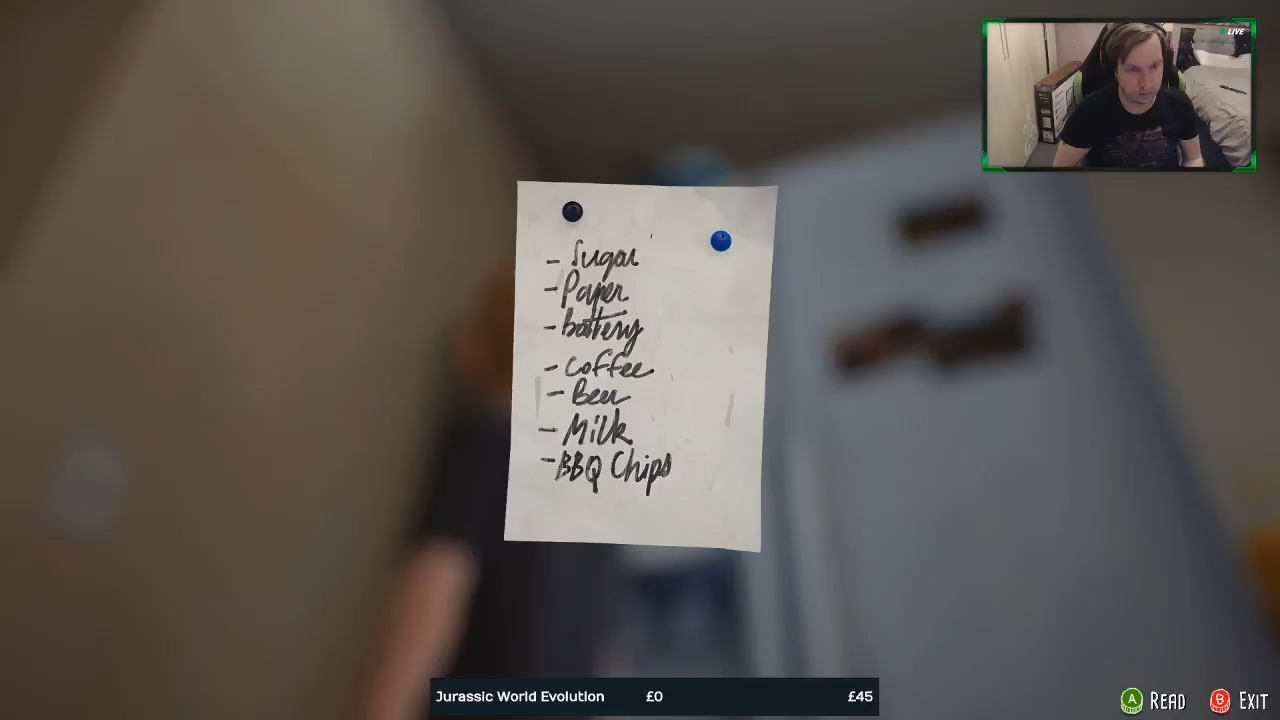 LIVE
- Sugar
- Paper
- battery
- Coffee
- Beer
- Milk
- BBQ Chips
Jurassic World Evolution £0 £45
A READ B EXIT